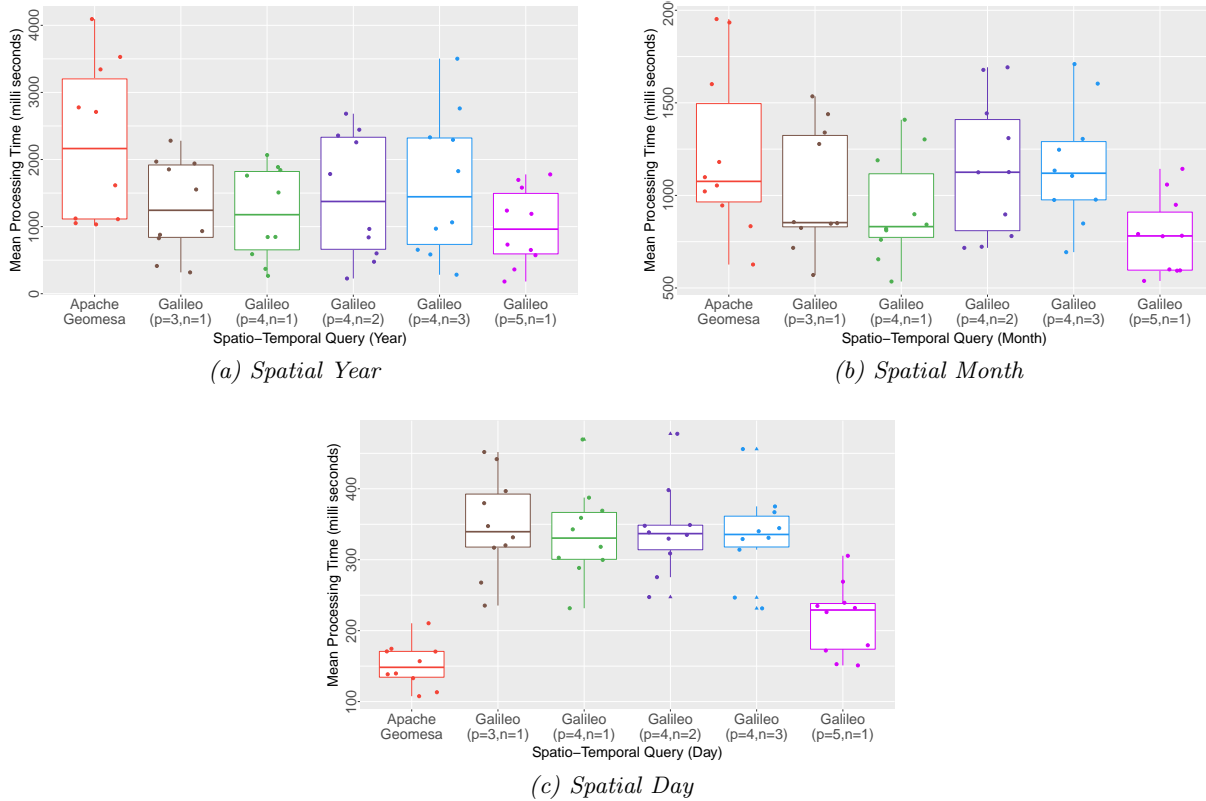 Mean Processing Time (milli seconds)
4000
3000
2000
1000
0
Apache Geomesa
Galileo (p=3,n=1)
Galileo (p=4,n=1)
Galileo (p=4,n=2)
Galileo (p=4,n=3)
Galileo (p=5,n=1)
Spatio−Temporal Query (Year)
(a) Spatial Year
Mean Processing Time (milli seconds)
2000
1500
1000
500
Apache Geomesa
Galileo (p=3,n=1)
Galileo (p=4,n=1)
Galileo (p=4,n=2)
Galileo (p=4,n=3)
Galileo (p=5,n=1)
Spatio−Temporal Query (Month)
(b) Spatial Month
Mean Processing Time (milli seconds)
400
300
200
100
Apache Geomesa
Galileo (p=3,n=1)
Galileo (p=4,n=1)
Galileo (p=4,n=2)
Galileo (p=4,n=3)
Galileo (p=5,n=1)
Spatio−Temporal Query (Day)
(c) Spatial Day